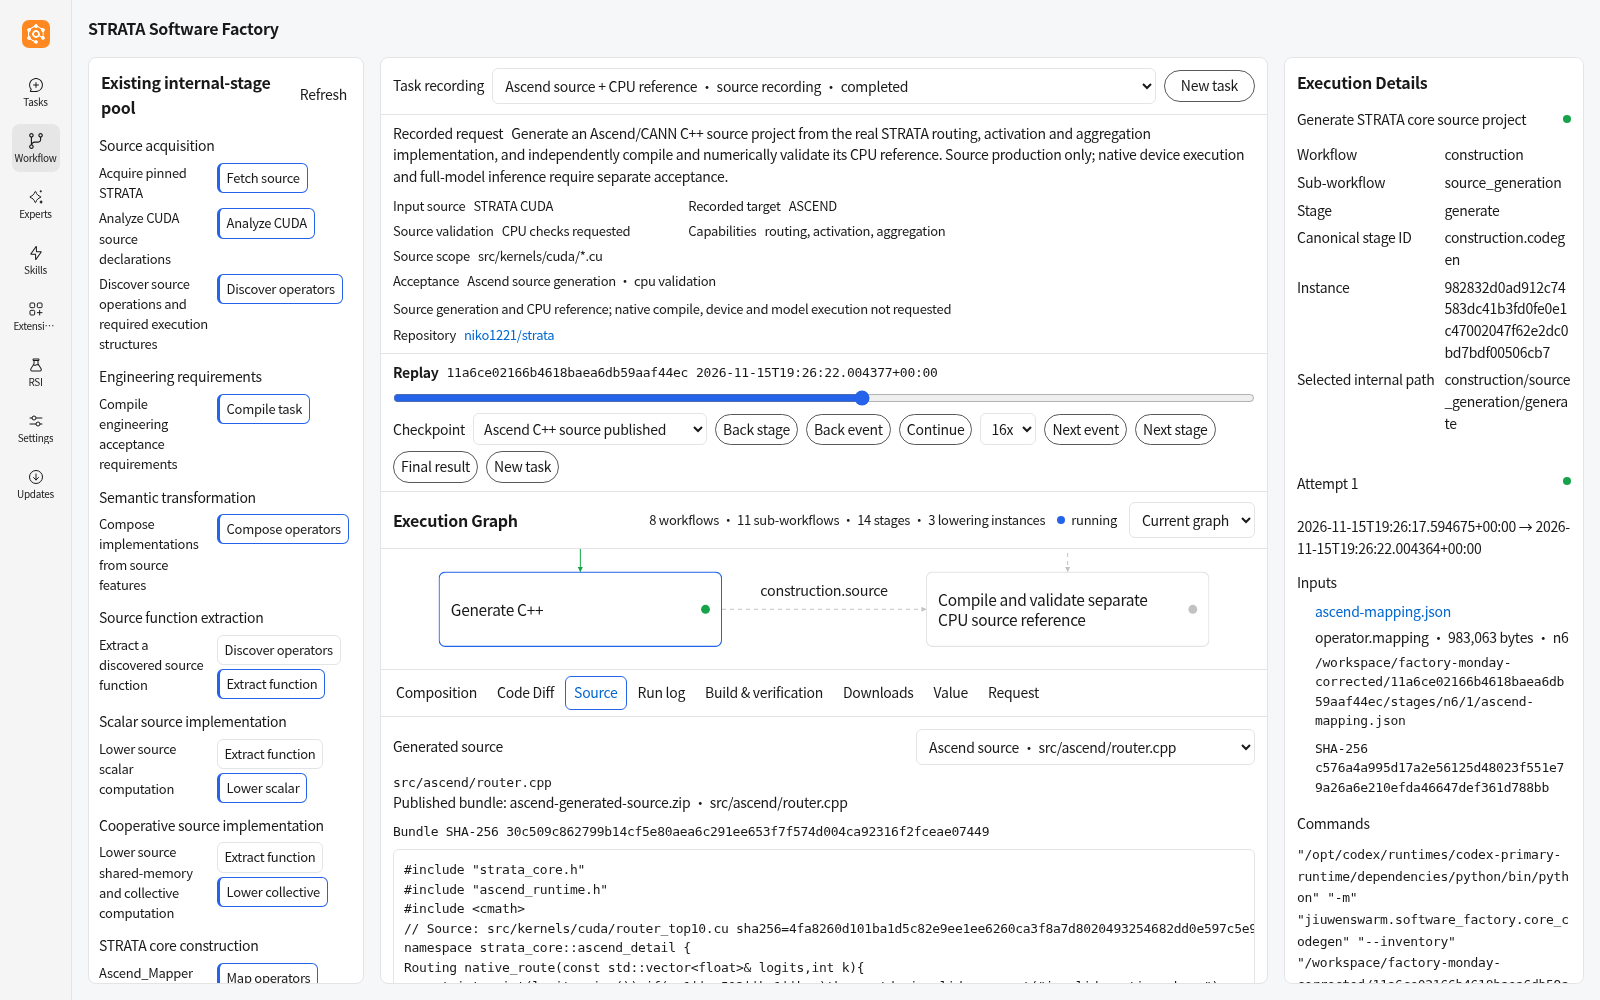 STRATA Software Factory
Tasks
Workflow
Experts
Skills
Extensi···
RSI
Settings
Updates
Existing internal-stage
pool
Refresh
Source acquisition
Acquire pinned
STRATA
Fetch source
Analyze CUDA
source
declarations
Analyze CUDA
Discover source
operations and
required execution
structures
Discover operators
Engineering requirements
Compile
engineering
acceptance
requirements
Compile task
Semantic transformation
Compose
implementations
from source
features
Compose operators
Source function extraction
Extract a
discovered source
function
Discover operators
Extract function
Scalar source implementation
Lower source
scalar
computation
Extract function
Lower scalar
Cooperative source implementation
Lower source
shared-memory
and collective
computation
Extract function
Lower collective
STRATA core construction
Ascend_Mapper
Map operators
Task recording
Ascend source + CPU reference • source recording • completed
New task
Recorded request Generate an Ascend/CANN C++ source project from the real STRATA routing, activation and aggregation
implementation, and independently compile and numerically validate its CPU reference. Source production only; native device execution
and full-model inference require separate acceptance.
Input source STRATA CUDA
Recorded target ASCEND
Source validation CPU checks requested
Capabilities routing, activation, aggregation
Source scope src/kernels/cuda/*.cu
Acceptance Ascend source generation • cpu validation
Source generation and CPU reference; native compile, device and model execution not requested
Repository niko1221/strata
Replay 11a6ce02166b4618baea6db59aaf44ec 2026-11-15T19:26:22.004377+00:00
Checkpoint
Ascend C++ source published
Back stage
Back event
Continue
16x
Next event
Next stage
Final result
New task
Execution Graph
8 workflows • 11 sub-workflows • 14 stages • 3 lowering instances
running
Current graph
Generate C++
construction.source
Compile and validate separate
CPU source reference
Composition
Code Diff
Source
Run log
Build & verification
Downloads
Value
Request
Generated source
Ascend source • src/ascend/router.cpp
src/ascend/router.cpp
Published bundle: ascend-generated-source.zip • src/ascend/router.cpp
Bundle SHA-256 30c509c862799b14cf5e80aea6c291ee653f7f574d004ca92316f2fceae07449
#include "strata_core.h"
#include "ascend_runtime.h"
#include <cmath>
// Source: src/kernels/cuda/router_top10.cu sha256=4fa8260d101ba1d5c82e9ee1ee6260ca3f8a7d8020493254682dd0e597c5e9
namespace strata_core::ascend_detail {
Routing native_route(const std::vector<float>& logits,int k){
Execution Details
Generate STRATA core source project
Workflow
construction
Sub-workflow
source_generation
Stage
generate
Canonical stage ID
construction.codeg
en
Instance
982832d0ad912c74
583dc41b3fd0fe0e1
c47002047f62e2dc0
bd7bdf00506cb7
Selected internal path
construction/source
_generation/genera
te
Attempt 1
2026-11-15T19:26:17.594675+00:00 → 2026-
11-15T19:26:22.004364+00:00
Inputs
ascend-mapping.json
operator.mapping • 983,063 bytes • n6
/workspace/factory-monday-
corrected/11a6ce02166b4618baea6db
59aaf44ec/stages/n6/1/ascend-
mapping.json
SHA-256
c576a4a995d17a2e56125d48023f551e7
9a26a6e210efda46647def361d788bb
Commands
"/opt/codex/runtimes/codex-primary-
runtime/dependencies/python/bin/pyth
on" "-m"
"jiuwenswarm.software_factory.core_c
odegen" "--inventory"
"/workspace/factory-monday-